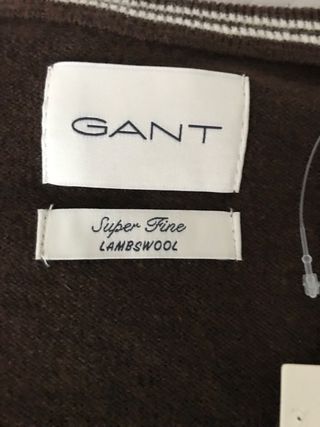 GANT
Super Fine
LAMBSWOOL